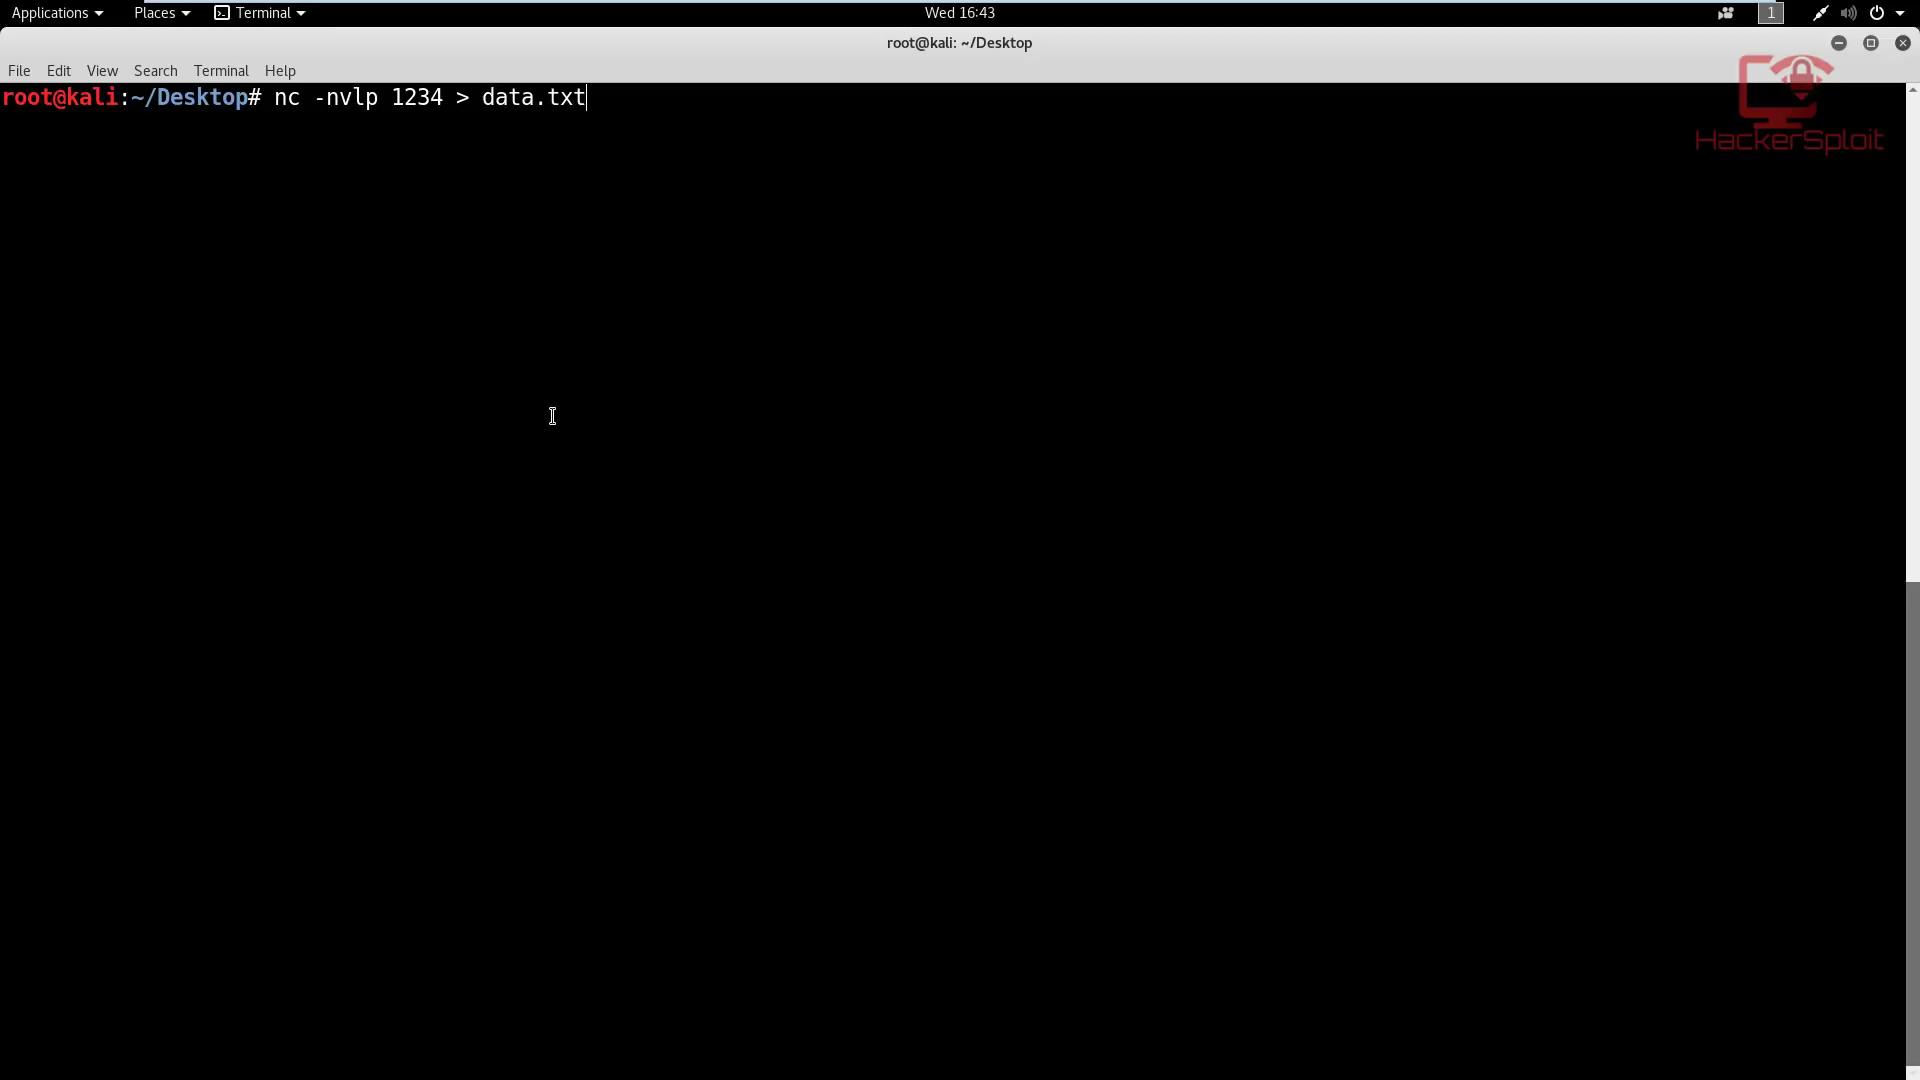 Applications Places Terminal Wed 16:43 1
root@kali: ~/Desktop
File Edit View Search Terminal Help
root@kali:~/Desktop# nc -nvlp 1234 > data.txt
HackerSploit